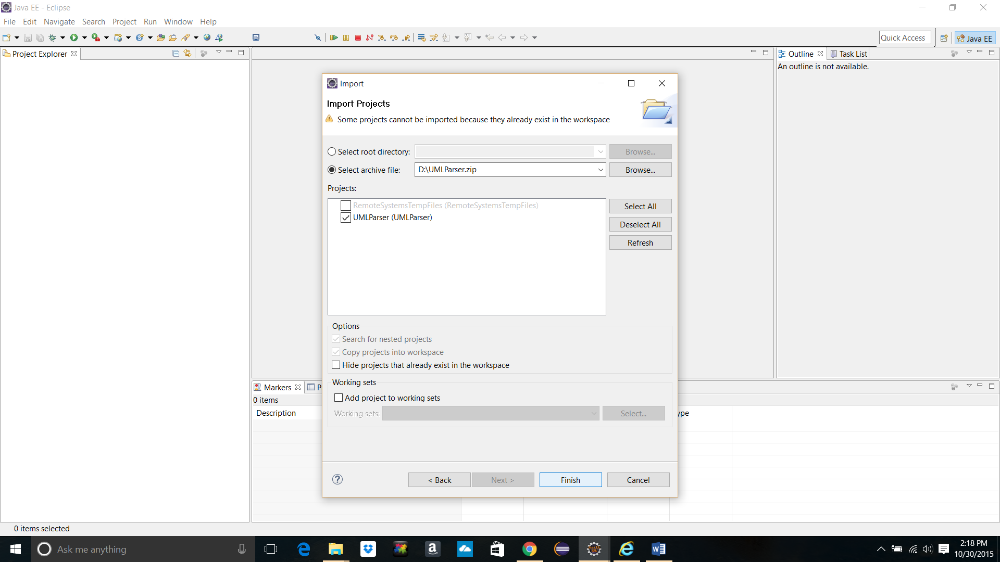 Java EE - Eclipse
File Edit Navigate Search Project Run Window Help
Quick Access Java EE
Project Explorer
Outline Task List
An outline is not available.
Import
Import Projects
Some projects cannot be imported because they already exist in the workspace
Select root directory: Browse...
Select archive file: D:\UMLParser.zip Browse...
Projects:
RemoteSystemsTempFiles (RemoteSystemsTempFiles)
UMLParser (UMLParser)
Select All
Deselect All
Refresh
Options
Search for nested projects
Copy projects into workspace
Hide projects that already exist in the workspace
Working sets
Add project to working sets
Working sets: Select...
< Back Next > Finish Cancel
Markers P
0 items
Description ype
0 items selected
Ask me anything
2:18 PM
10/30/2015